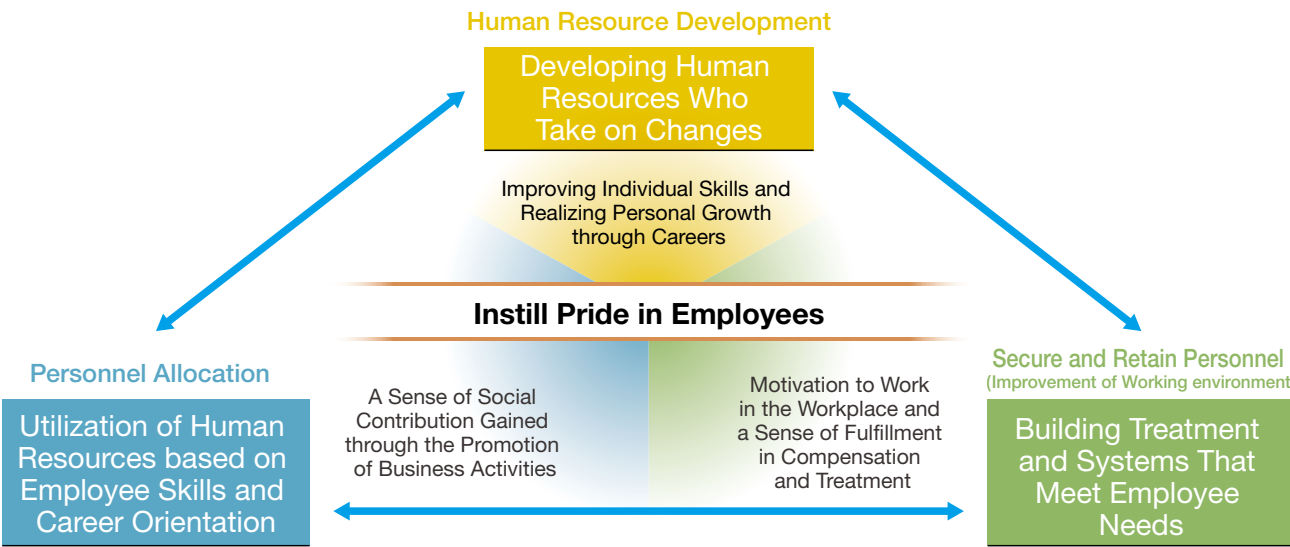 Human Resource Development
Developing Human
Resources Who
Take on Changes
Improving Individual Skills and
Realizing Personal Growth
through Careers
Instill Pride in Employees
Personnel Allocation
Utilization of Human
Resources based on
Employee Skills and
Career Orientation
A Sense of Social
Contribution Gained
through the Promotion
of Business Activities
Motivation to Work
in the Workplace and
a Sense of Fulfillment
in Compensation
and Treatment
Secure and Retain Personnel
(Improvement of Working environment
Building Treatment
and Systems That
Meet Employee
Needs